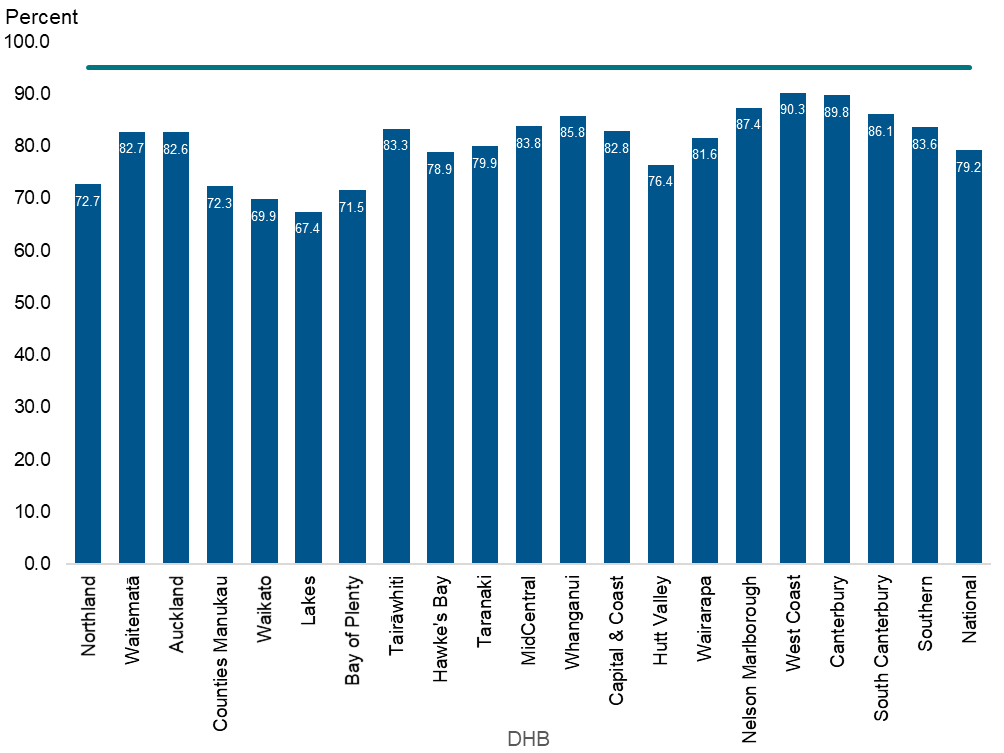 Percent
100.0
90.0
80.0
70.0
60.0
50.0
40.0
30.0
20.0
10.0
0.0
72.7
82.7
82.6
72.3
69.9
67.4
71.5
83.3
78.9
79.9
83.8
85.8
82.8
76.4
81.6
87.4
90.3
89.8
86.1
83.6
79.2
Northland
Waitematā
Auckland
Counties Manukau
Waikato
Lakes
Bay of Plenty
Tairāwhiti
Hawke's Bay
Taranaki
MidCentral
Whanganui
Capital & Coast
Hutt Valley
Wairarapa
Nelson Marlborough
West Coast
Canterbury
South Canterbury
Southern
National
DHB